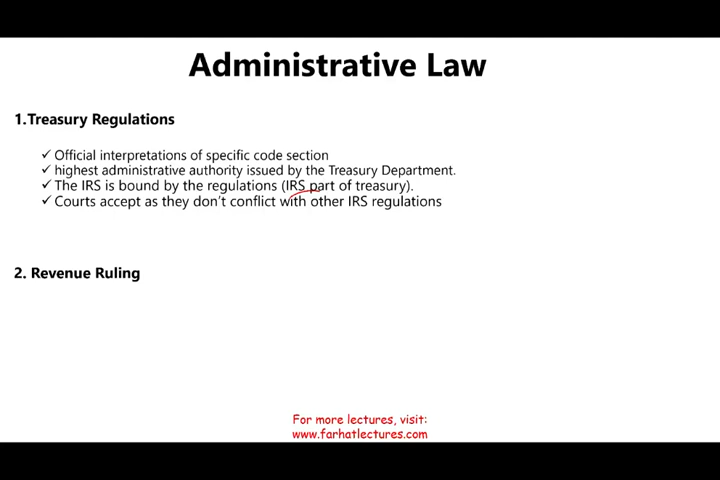 Administrative Law
1.Treasury Regulations
✓ Official interpretations of specific code section
✓ highest administrative authority issued by the Treasury Department.
✓ The IRS is bound by the regulations (IRS part of treasury).
✓ Courts accept as they don't conflict with other IRS regulations
2. Revenue Ruling
For more lectures, visit:
www.farhatlectures.com